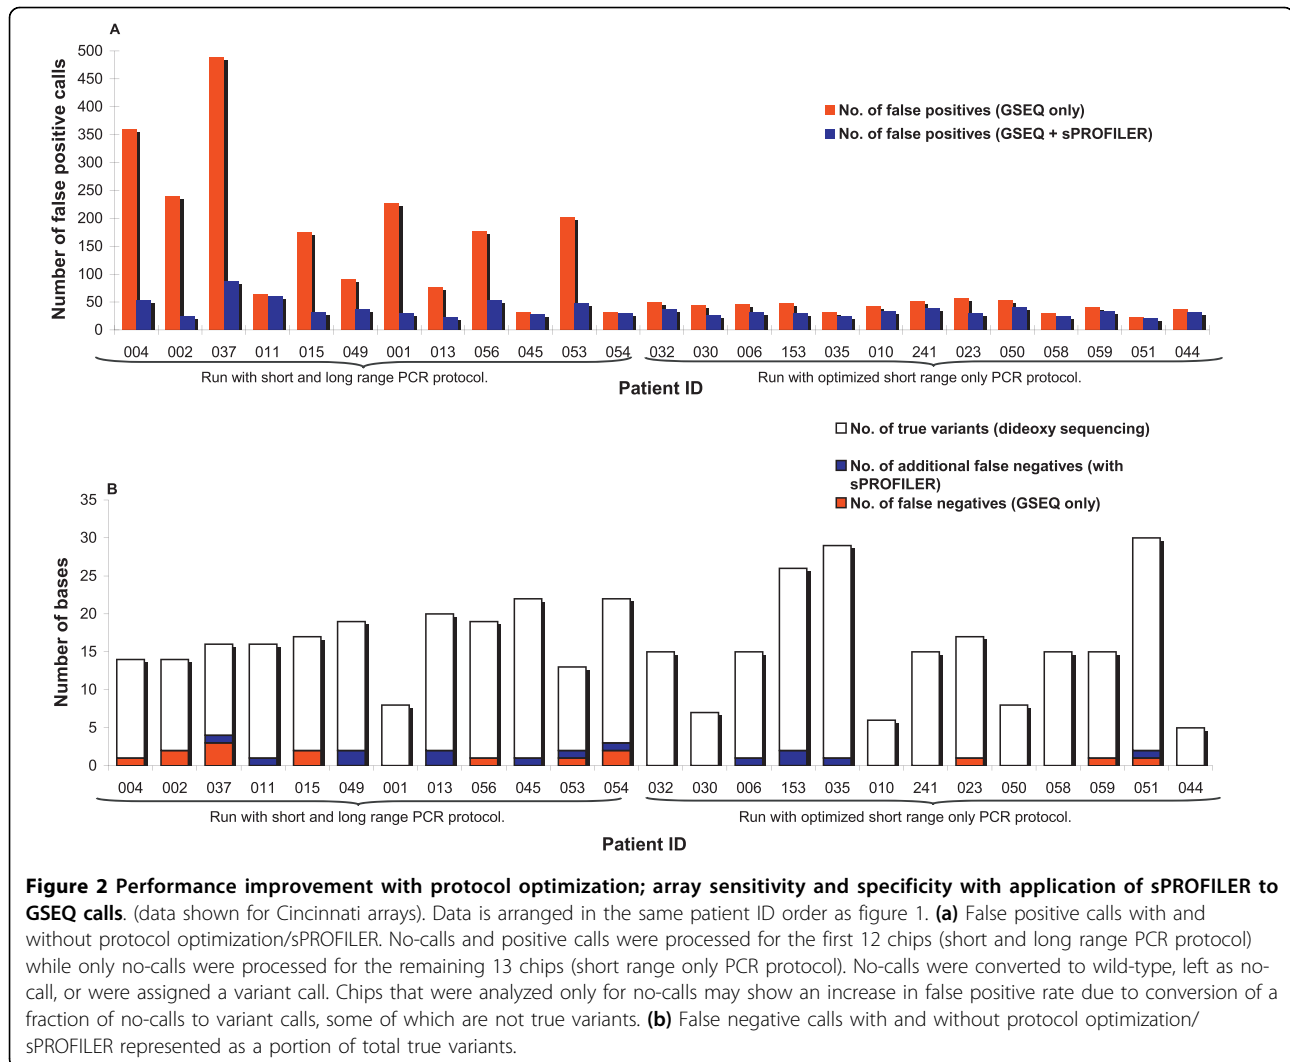 A
Number of false positive calls
500
450
400
350
300
250
200
150
100
50
0
No. of false positives (GSEQ only)
No. of false positives (GSEQ + sPROFILER)
004 002 037 011 015 049 001 013 056 045 053 054 032 030 006 153 035 010 241 023 050 058 059 051 044
Run with short and long range PCR protocol.
Run with optimized short range only PCR protocol.
Patient ID
No. of true variants (dideoxy sequencing)
No. of additional false negatives (with
sPROFILER)
No. of false negatives (GSEQ only)
B
Number of bases
35
30
25
20
15
10
5
0
004 002 037 011 015 049 001 013 056 045 053 054 032 030 006 153 035 010 241 023 050 058 059 051 044
Run with short and long range PCR protocol.
Run with optimized short range only PCR protocol.
Patient ID
Figure 2 Performance improvement with protocol optimization; array sensitivity and specificity with application of sPROFILER to
GSEQ calls. (data shown for Cincinnati arrays). Data is arranged in the same patient ID order as figure 1. (a) False positive calls with and
without protocol optimization/sPROFILER. No-calls and positive calls were processed for the first 12 chips (short and long range PCR protocol)
while only no-calls were processed for the remaining 13 chips (short range only PCR protocol). No-calls were converted to wild-type, left as no-
call, or were assigned a variant call. Chips that were analyzed only for no-calls may show an increase in false positive rate due to conversion of a
fraction of no-calls to variant calls, some of which are not true variants. (b) False negative calls with and without protocol optimization/
sPROFILER represented as a portion of total true variants.